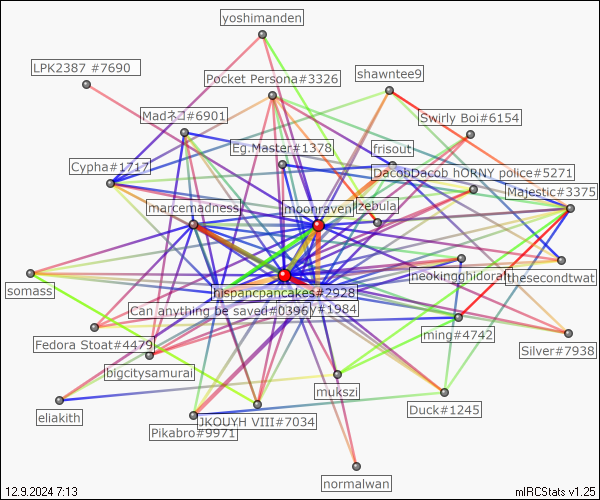 yoshimanden
LPK2387 #7690
Pocket Persona#3326
shawntee9
Madネコ#6901
Swirly Boi#6154
Eg.Master#1378
frisout
Cypha#1717
DacobDacob hORNY police#5271
Majestic#3375
marcemadness
moonraven
zebula
somass
neokingghidorah
thesecondtwat
hispancpancakes#2928
Can anything be saved#0396
y#1984
Fedora Stoat#4479
ming#4742
Silver#7938
bigcitysamurai
mukszi
eliakith
Duck#1245
JKOUYH VIII#7034
Pikabro#9971
normalwan
12.9.2024 7:13
mIRCStats v1.25